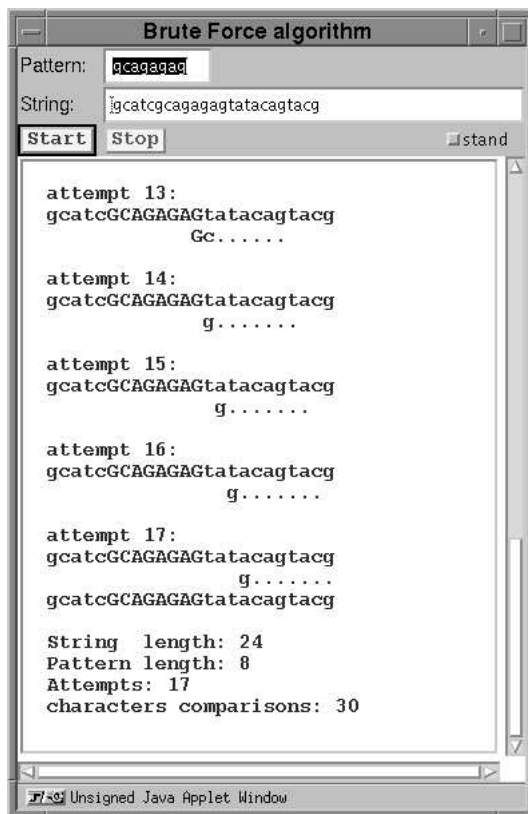 Brute Force algorithm
Pattern: gcagagag
String: gcatcgcagagagtatacagtacg
Start Stop stand
attempt 13:
gcatcGCAGAGAGtatacagtacg
Gc......
attempt 14:
gcatcGCAGAGAGtatacagtacg
g.......
attempt 15:
gcatcGCAGAGAGtatacagtacg
g.......
attempt 16:
gcatcGCAGAGAGtatacagtacg
g.......
attempt 17:
gcatcGCAGAGAGtatacagtacg
g.......
gcatcGCAGAGAGtatacagtacg
String  length: 24
Pattern length: 8
Attempts: 17
characters comparisons: 30
Unsigned Java Applet Window